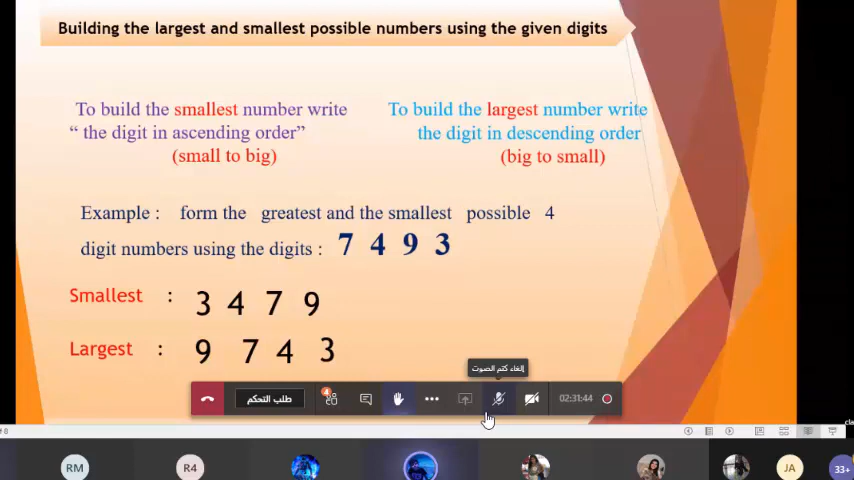 Building the largest and smallest possible numbers using the given digits
To build the smallest number write
“ the digit in ascending order”
(small to big)
To build the largest number write
the digit in descending order
(big to small)
Example : form the greatest and the smallest possible 4
digit numbers using the digits : 7 4 9 3
Smallest : 3 4 7 9
Largest : 9 7 4 3
إلغاء كتم الصوت
4
طلب التحكم
02:31:44
RM
R4
JA
33+